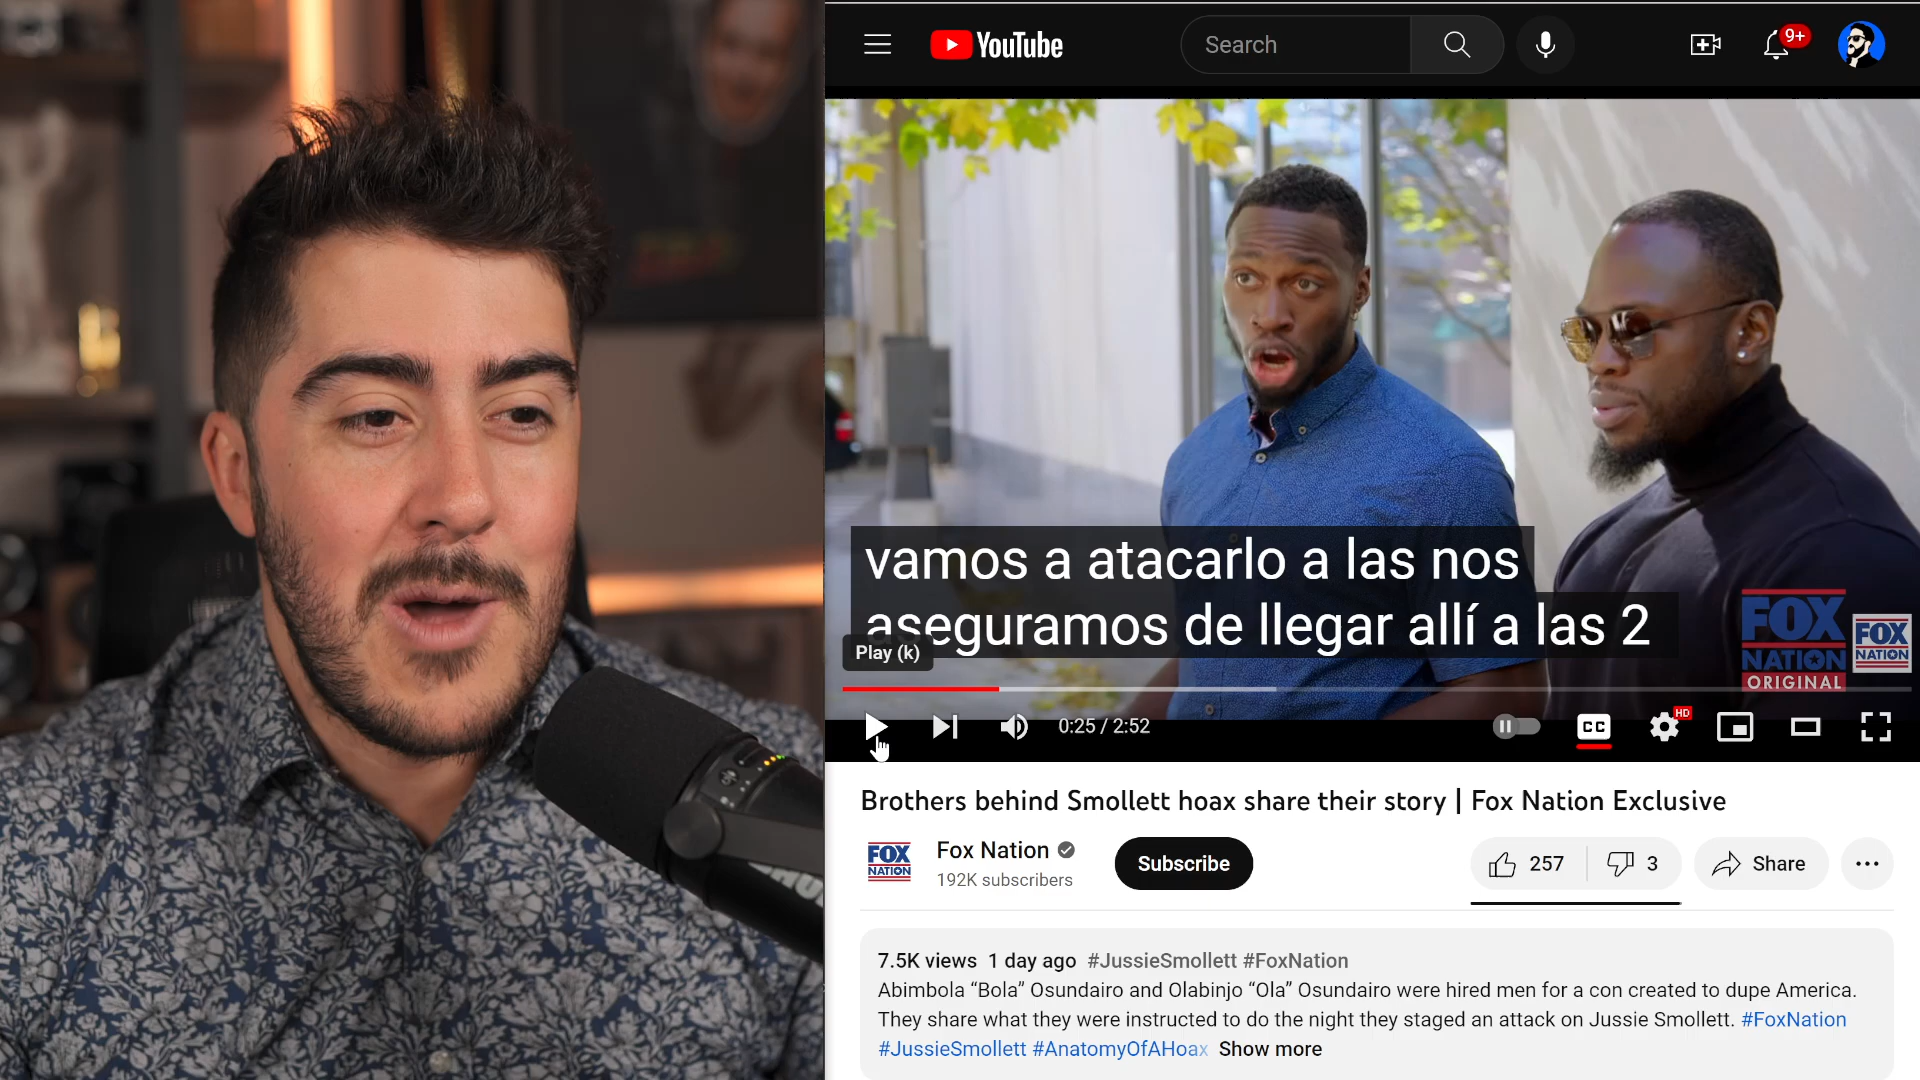 YouTube
Search
9+
vamos a atacarlo a las nos
aseguramos de llegar allí a las 2
Play (k)
FOX
NATION
ORIGINAL
FOX
NATION
0:25 / 2:52
CC
HD
Brothers behind Smollett hoax share their story | Fox Nation Exclusive
FOX
NATION
Fox Nation
192K subscribers
Subscribe
257
3
Share
7.5K views 1 day ago #JussieSmollett #FoxNation
Abimbola “Bola” Osundairo and Olabinjo “Ola” Osundairo were hired men for a con created to dupe America.
They share what they were instructed to do the night they staged an attack on Jussie Smollett. #FoxNation
#JussieSmollett #AnatomyOfAHoax Show more